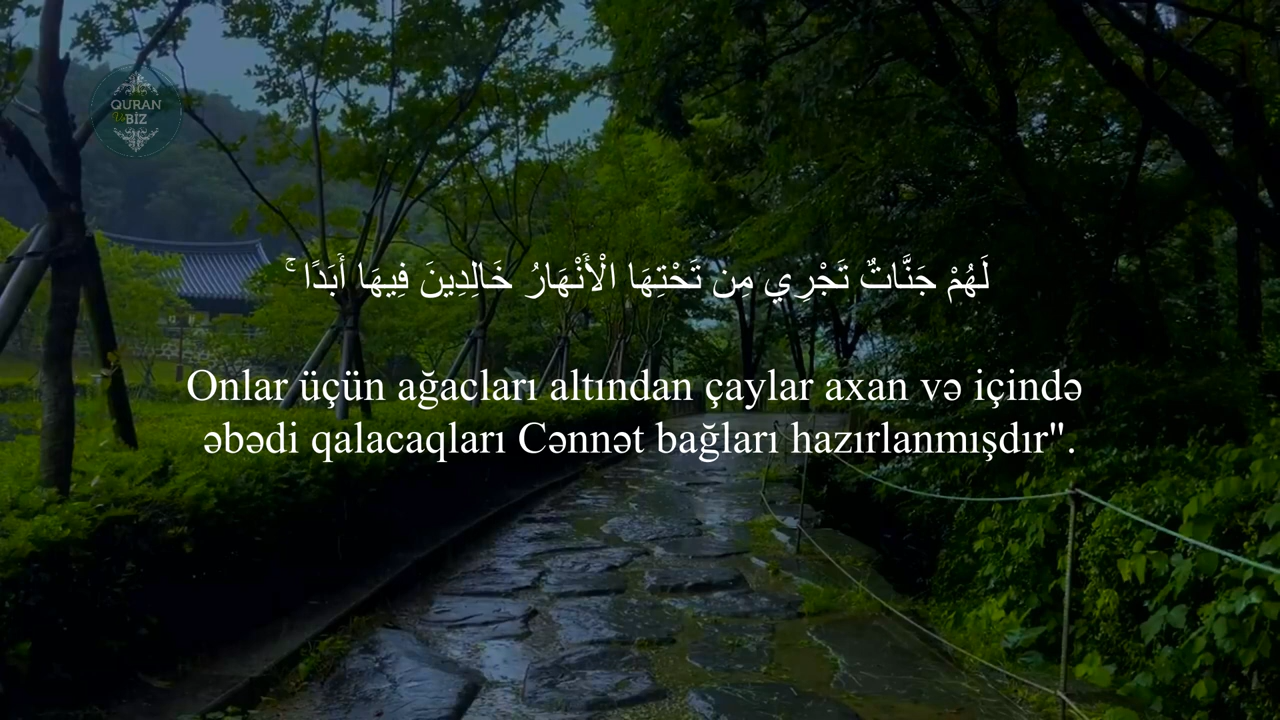 QURAN
Və
BİZ
لَهُمْ جَنَّاتٌ تَجْرِي مِن تَحْتِهَا الْأَنْهَارُ خَالِدِينَ فِيهَا أَبَدًا ۚ
Onlar üçün ağacları altından çaylar axan və içində
əbədi qalacaqları Cənnət bağları hazırlanmışdır".